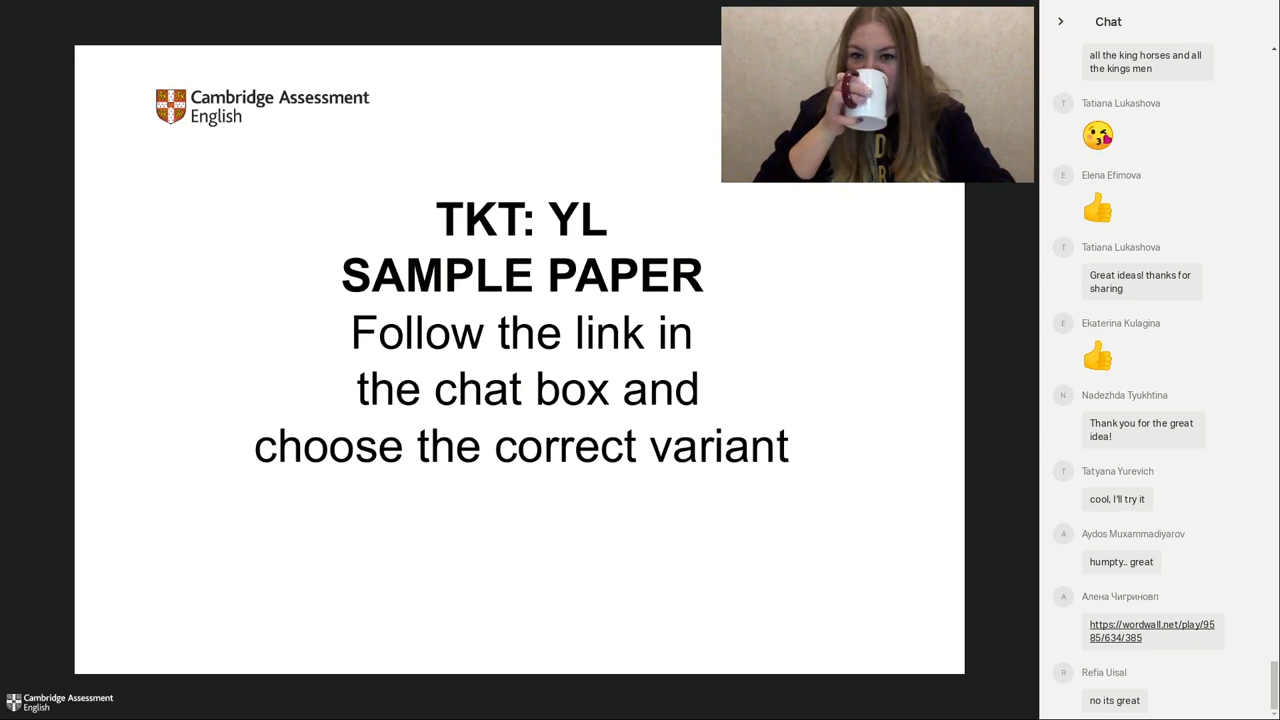 Cambridge Assessment
English
TKT: YL
SAMPLE PAPER
Follow the link in
the chat box and
choose the correct variant
Cambridge Assessment
English
Chat
all the king horses and all
the kings men
T
Tatiana Lukashova
E
Elena Efimova
T
Tatiana Lukashova
Great ideas! thanks for
sharing
E
Ekaterina Kulagina
N
Nadezhda Tyukhtina
Thank you for the great
idea!
T
Tatyana Yurevich
cool, I'll try it
A
Aydos Muxammadiyarov
humpty.. great
А
Алена Чигриновп
https://wordwall.net/play/95
85/634/385
R
Refia Uisal
no its great